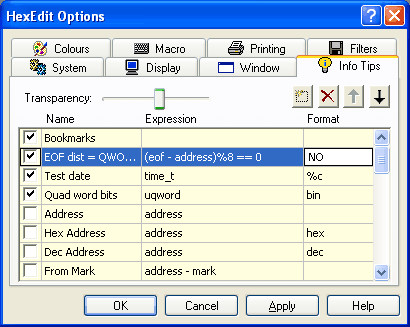 HexEdit Options
Colours Macro Printing Filters
System Display Window Info Tips
Transparency:
Name Expression Format
Bookmarks
EOF dist = QWO... (eof - address)%8 == 0 NO
Test date time_t %c
Quad word bits uqword bin
Address address
Hex Address address hex
Dec Address address dec
From Mark address - mark
OK Cancel Apply Help